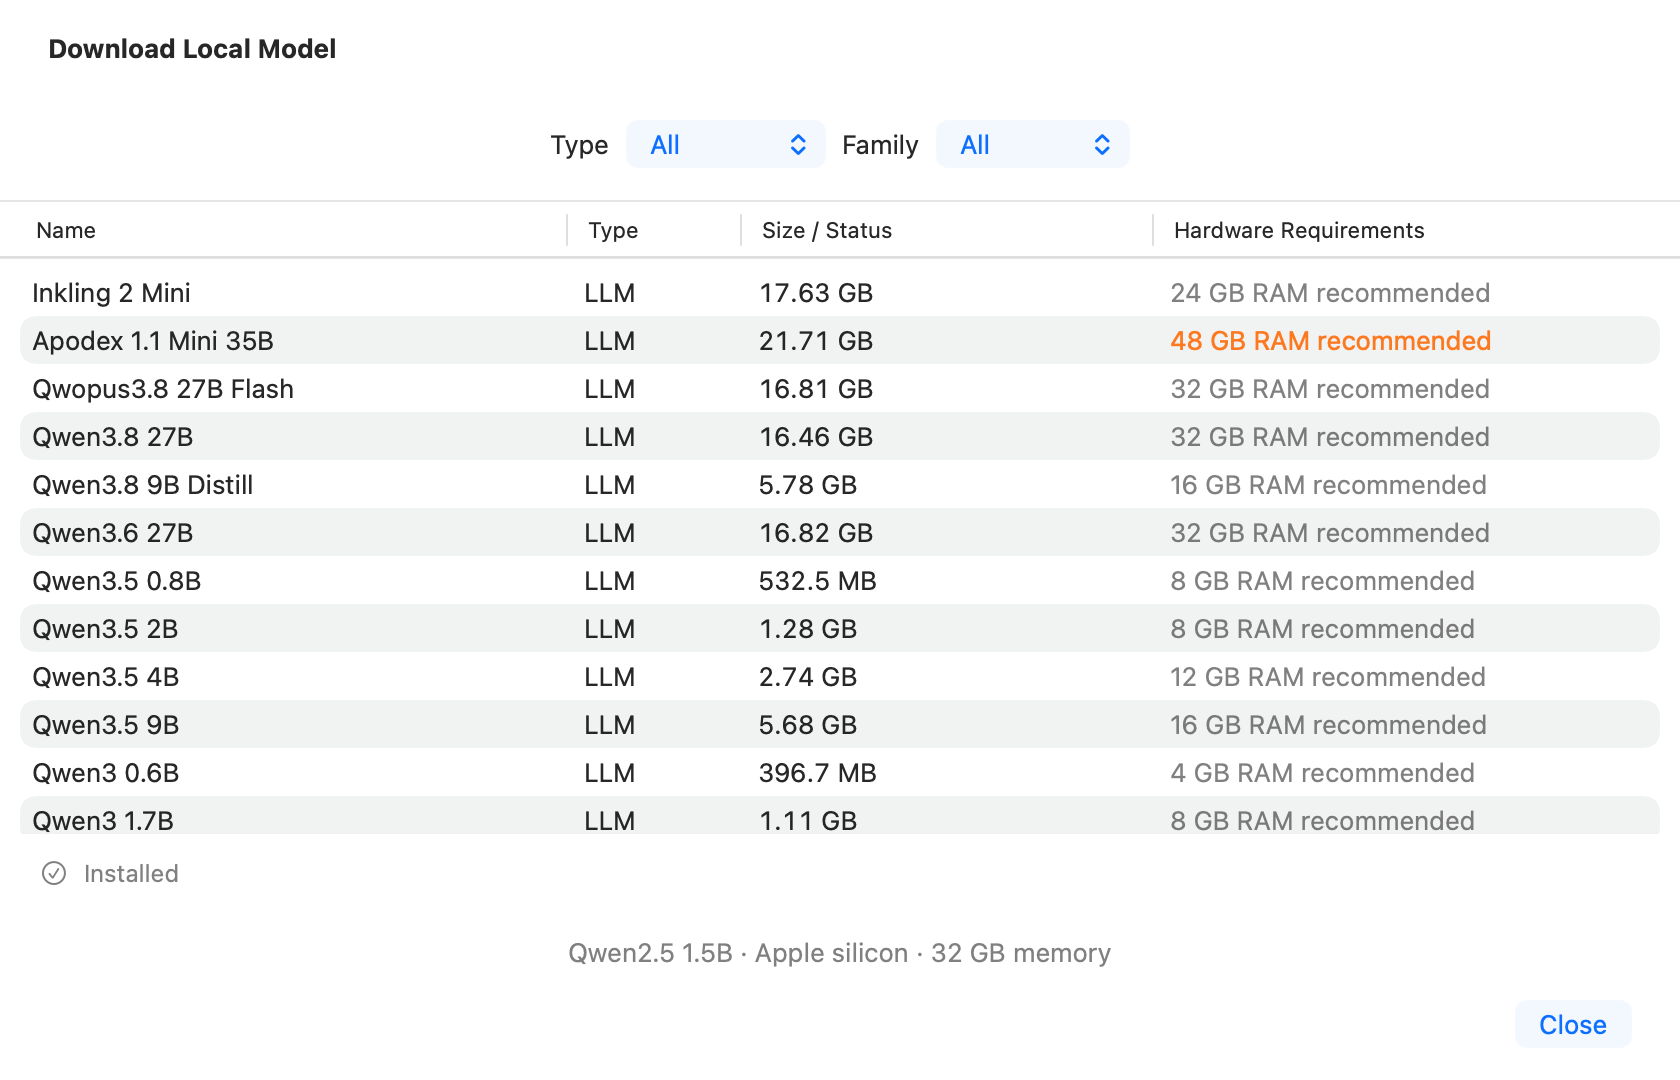 Download Local Model
Type All Family All
Name Type Size / Status Hardware Requirements
Inkling 2 Mini LLM 17.63 GB 24 GB RAM recommended
Apodex 1.1 Mini 35B LLM 21.71 GB 48 GB RAM recommended
Qwopus3.8 27B Flash LLM 16.81 GB 32 GB RAM recommended
Qwen3.8 27B LLM 16.46 GB 32 GB RAM recommended
Qwen3.8 9B Distill LLM 5.78 GB 16 GB RAM recommended
Qwen3.6 27B LLM 16.82 GB 32 GB RAM recommended
Qwen3.5 0.8B LLM 532.5 MB 8 GB RAM recommended
Qwen3.5 2B LLM 1.28 GB 8 GB RAM recommended
Qwen3.5 4B LLM 2.74 GB 12 GB RAM recommended
Qwen3.5 9B LLM 5.68 GB 16 GB RAM recommended
Qwen3 0.6B LLM 396.7 MB 4 GB RAM recommended
Qwen3 1.7B LLM 1.11 GB 8 GB RAM recommended
Installed
Qwen2.5 1.5B · Apple silicon · 32 GB memory
Close